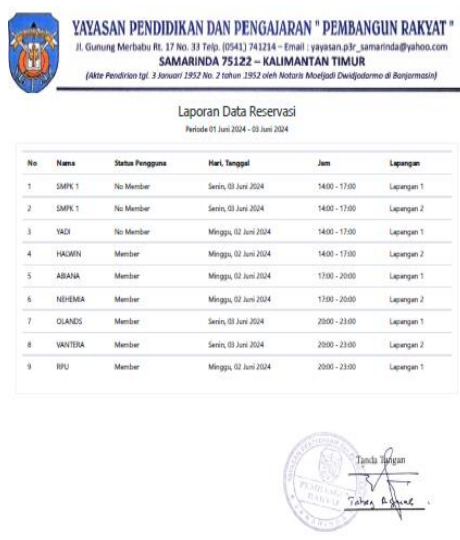 YAYASAN PENDIDIKAN DAN PENGAJARAN " PEMBANGUN RAKYAT "
Jl. Gunung Merbabu Rt. 17 No. 33 Telp. (0541) 741214 – Email : yayasan.p3r_samarinda@yahoo.com
SAMARINDA 75122 – KALIMANTAN TIMUR
(Akte Pendirian tgl. 3 Januari 1952 No. 2 tahun 1952 oleh Notaris Moeljadi Dwidjodarmo di Banjarmasin)
Laporan Data Reservasi
Periode 01 Juni 2024 - 03 Juni 2024
No Nama Status Pengguna Hari, Tanggal Jam Lapangan
1 SMPK 1 No Member Senin, 03 Juni 2024 14:00 - 17:00 Lapangan 1
2 SMPK 1 No Member Senin, 03 Juni 2024 14:00 - 17:00 Lapangan 2
3 YADI No Member Minggu, 02 Juni 2024 14:00 - 17:00 Lapangan 1
4 HALWIN Member Minggu, 02 Juni 2024 14:00 - 17:00 Lapangan 2
5 ABIANA Member Minggu, 02 Juni 2024 17:00 - 20:00 Lapangan 1
6 NEHEMIA Member Minggu, 02 Juni 2024 17:00 - 20:00 Lapangan 2
7 OLANDS Member Senin, 03 Juni 2024 20:00 - 23:00 Lapangan 1
8 VANTERA Member Senin, 03 Juni 2024 20:00 - 23:00 Lapangan 2
9 RPU Member Minggu, 02 Juni 2024 20:00 - 23:00 Lapangan 1
Tanda Tangan
PEMBANGUN
RAKYAT
SAMARINDA